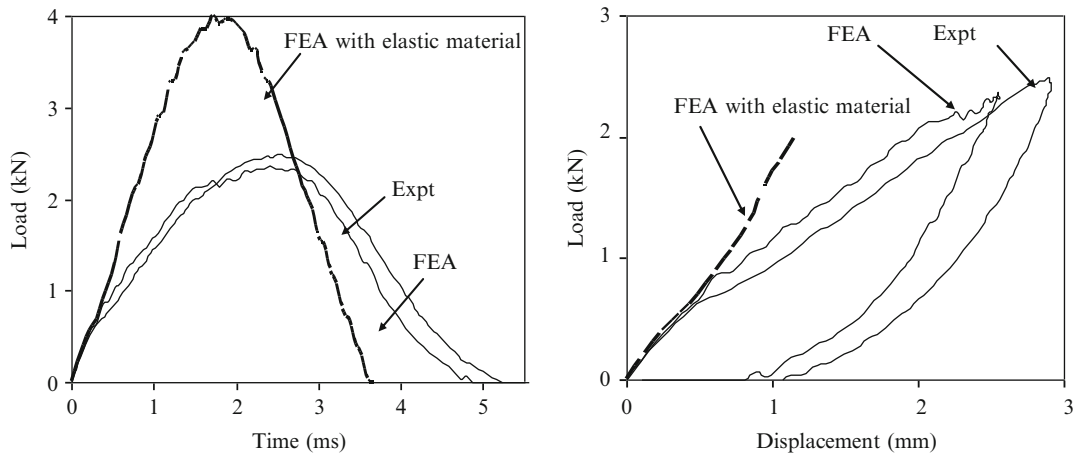 4
3
2
1
0
Load (kN)
FEA with elastic material
Expt
FEA
0 1 2 3 4 5
Time (ms)
3
2
1
0
Load (kN)
FEA
Expt
FEA with elastic material
0 1 2 3
Displacement (mm)